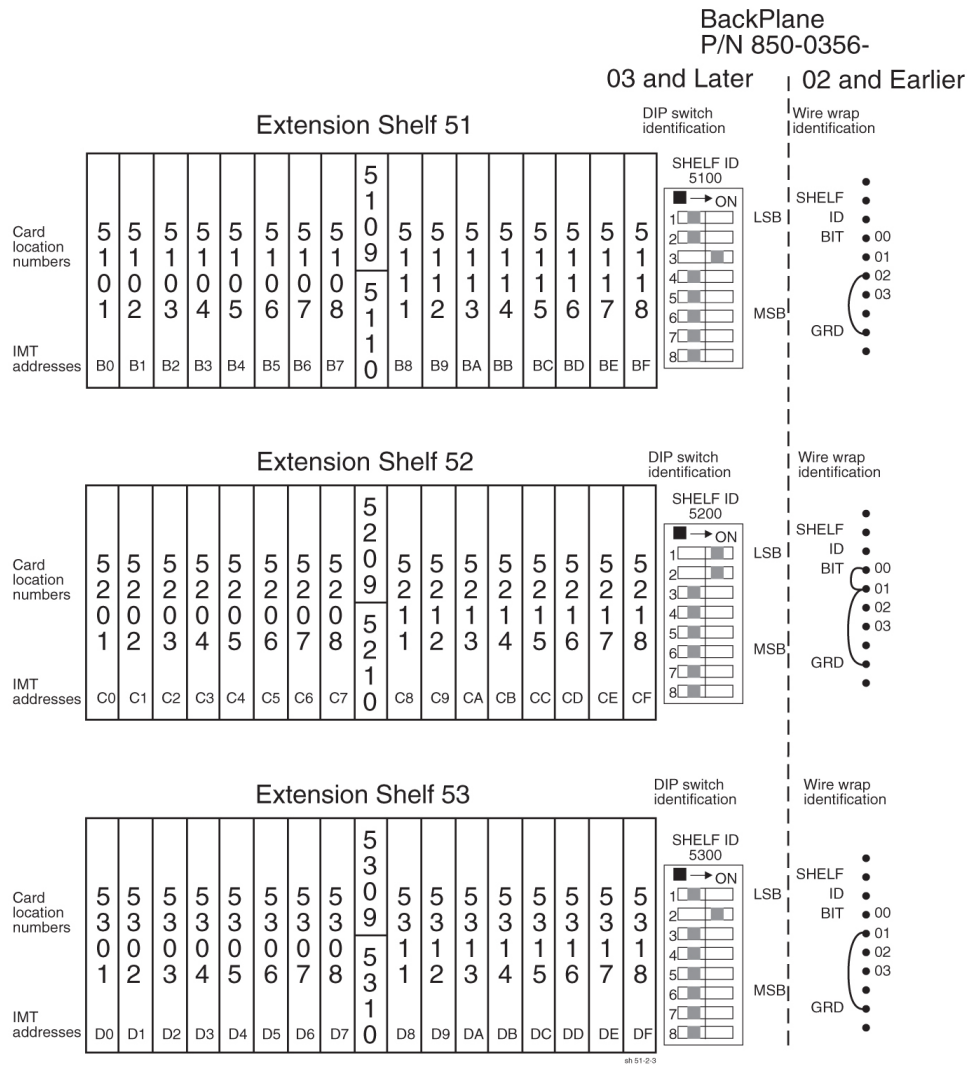 BackPlane
P/N 850-0356-
03 and Later
02 and Earlier
Extension Shelf 51
DIP switch
identification
Wire wrap
identification
Card
location
numbers
5101
5102
5103
5104
5105
5106
5107
5108
5109
5110
5111
5112
5113
5114
5115
5116
5117
5118
IMT
addresses
B0 B1 B2 B3 B4 B5 B6 B7 B8 B9 BA BB BC BD BE BF
SHELF ID
5100
ON
1
2
3
4
5
6
7
8
LSB
MSB
SHELF
ID
BIT
00
01
02
03
GRD
Extension Shelf 52
DIP switch
identification
Wire wrap
identification
Card
location
numbers
5201
5202
5203
5204
5205
5206
5207
5208
5209
5210
5211
5212
5213
5214
5215
5216
5217
5218
IMT
addresses
C0 C1 C2 C3 C4 C5 C6 C7 C8 C9 CA CB CC CD CE CF
SHELF ID
5200
ON
1
2
3
4
5
6
7
8
LSB
MSB
SHELF
ID
BIT
00
01
02
03
GRD
Extension Shelf 53
DIP switch
identification
Wire wrap
identification
Card
location
numbers
5301
5302
5303
5304
5305
5306
5307
5308
5309
5310
5311
5312
5313
5314
5315
5316
5317
5318
IMT
addresses
D0 D1 D2 D3 D4 D5 D6 D7 D8 D9 DA DB DC DD DE DF
SHELF ID
5300
ON
1
2
3
4
5
6
7
8
LSB
MSB
SHELF
ID
BIT
00
01
02
03
GRD
sh 51-2-3